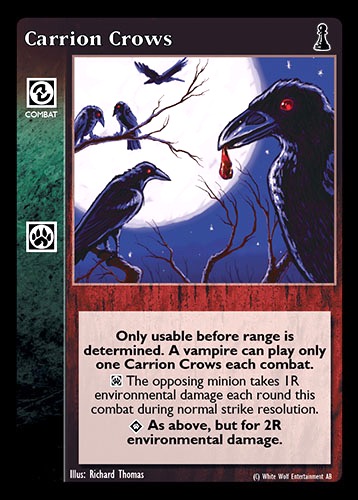 Carrion Crows
COMBAT
Only usable before range is
determined. A vampire can play only
one Carrion Crows each combat.
The opposing minion takes 1R
environmental damage each round this
combat during normal strike resolution.
As above, but for 2R
environmental damage.
Illus: Richard Thomas
(C) White Wolf Entertainment AB